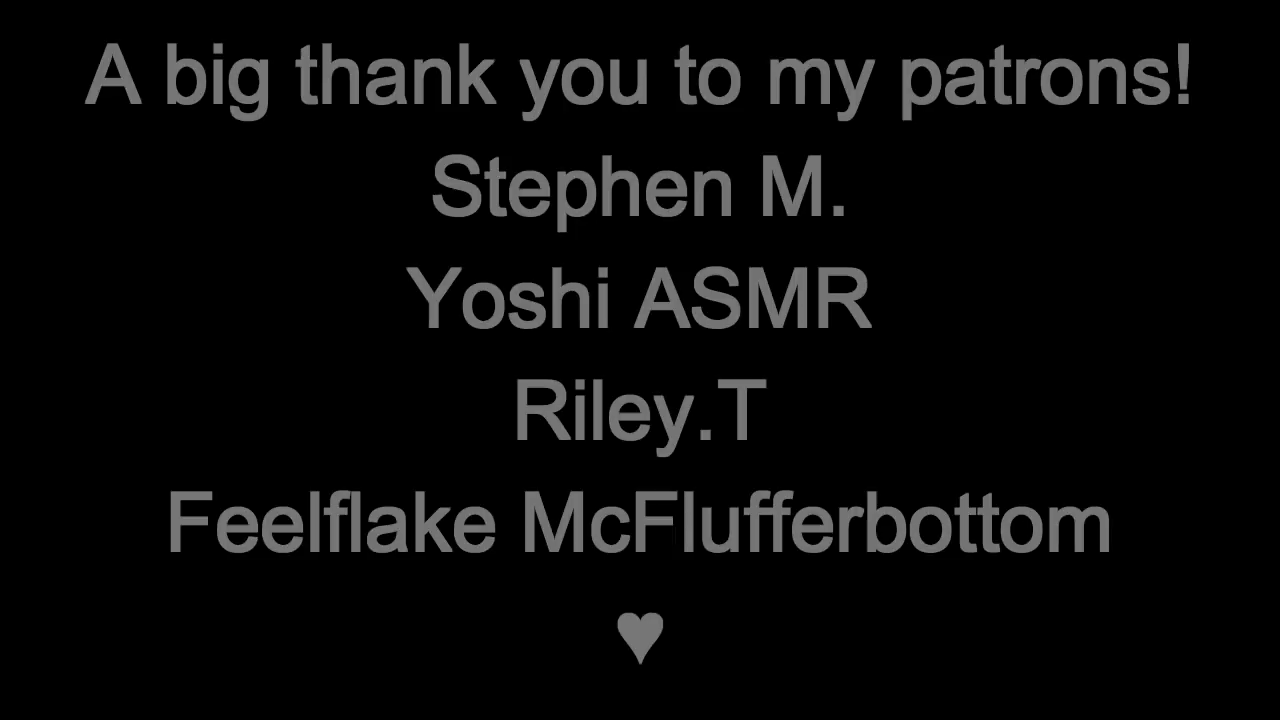 A big thank you to my patrons!
Stephen M.
Yoshi ASMR
Riley.T
Feelflake McFlufferbottom
♥